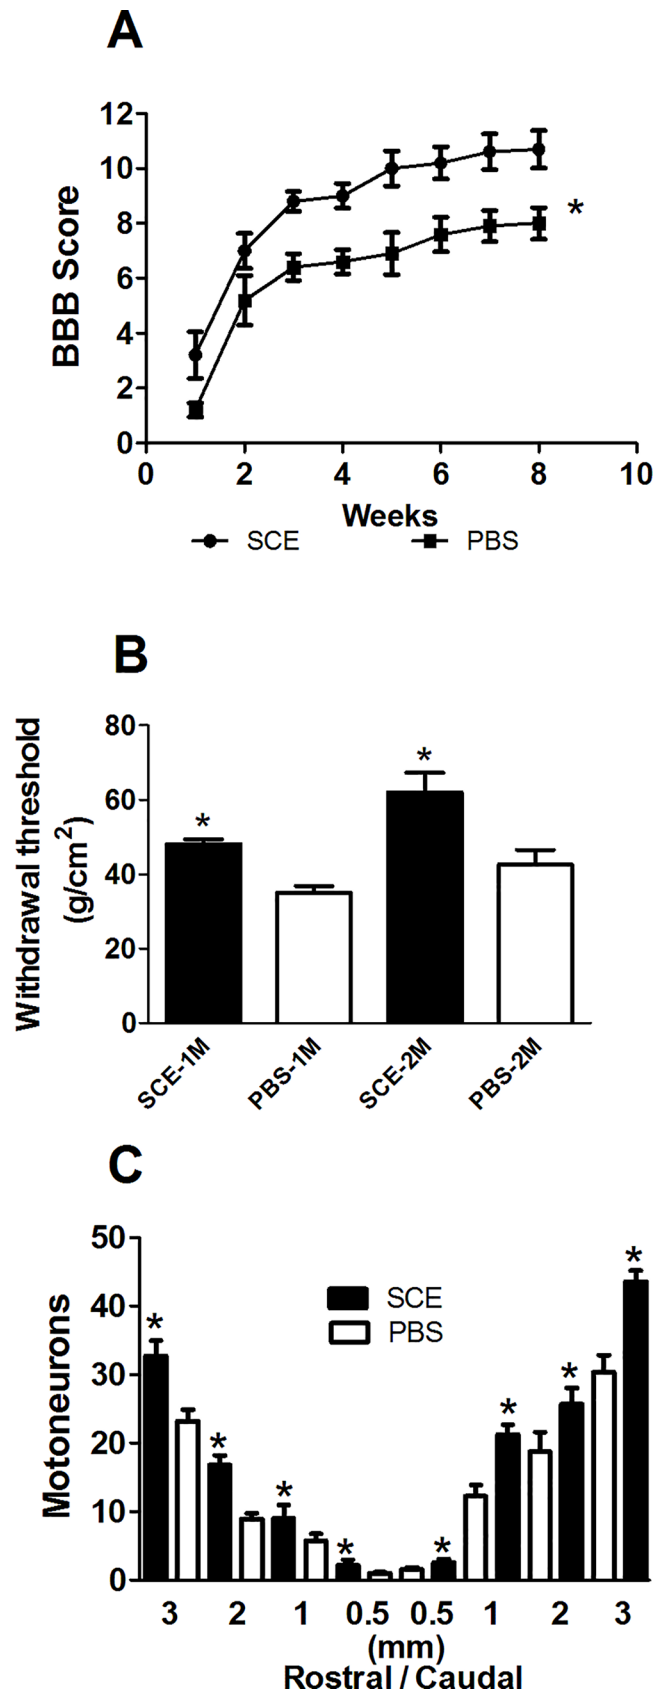 A
12
10
8
6
4
2
0
BBB Score
*
0 2 4 6 8 10
Weeks
SCE PBS
B
80
60
40
20
0
Withdrawal threshold
(g/cm²)
* *
SCE-1M PBS-1M SCE-2M PBS-2M
C
50
40
30
20
10
0
Motoneurons
SCE
PBS
* * * * * * * *
3 2 1 0.5 0.5 1 2 3
(mm)
Rostral / Caudal